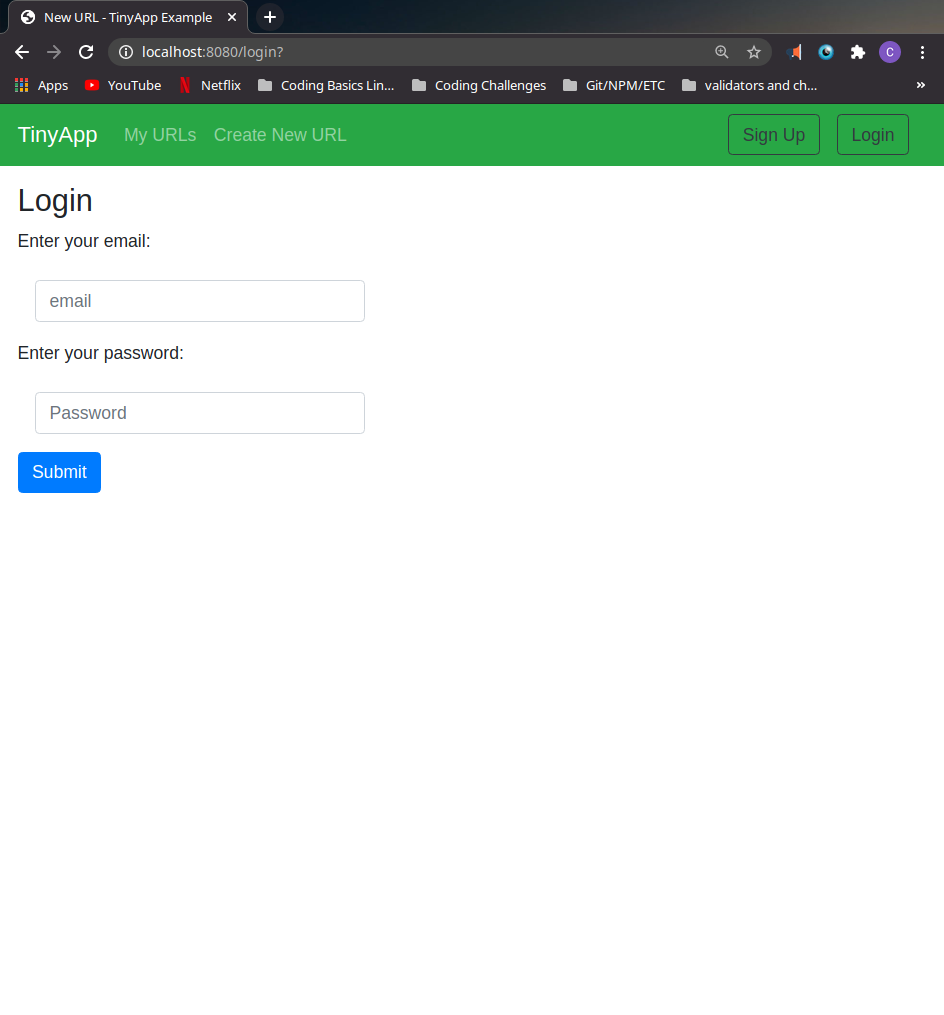 New URL - TinyApp Example
localhost:8080/login?
C
Apps YouTube Netflix Coding Basics Lin... Coding Challenges Git/NPM/ETC validators and ch... »
TinyApp My URLs Create New URL Sign Up Login
Login
Enter your email:
email
Enter your password:
Password
Submit